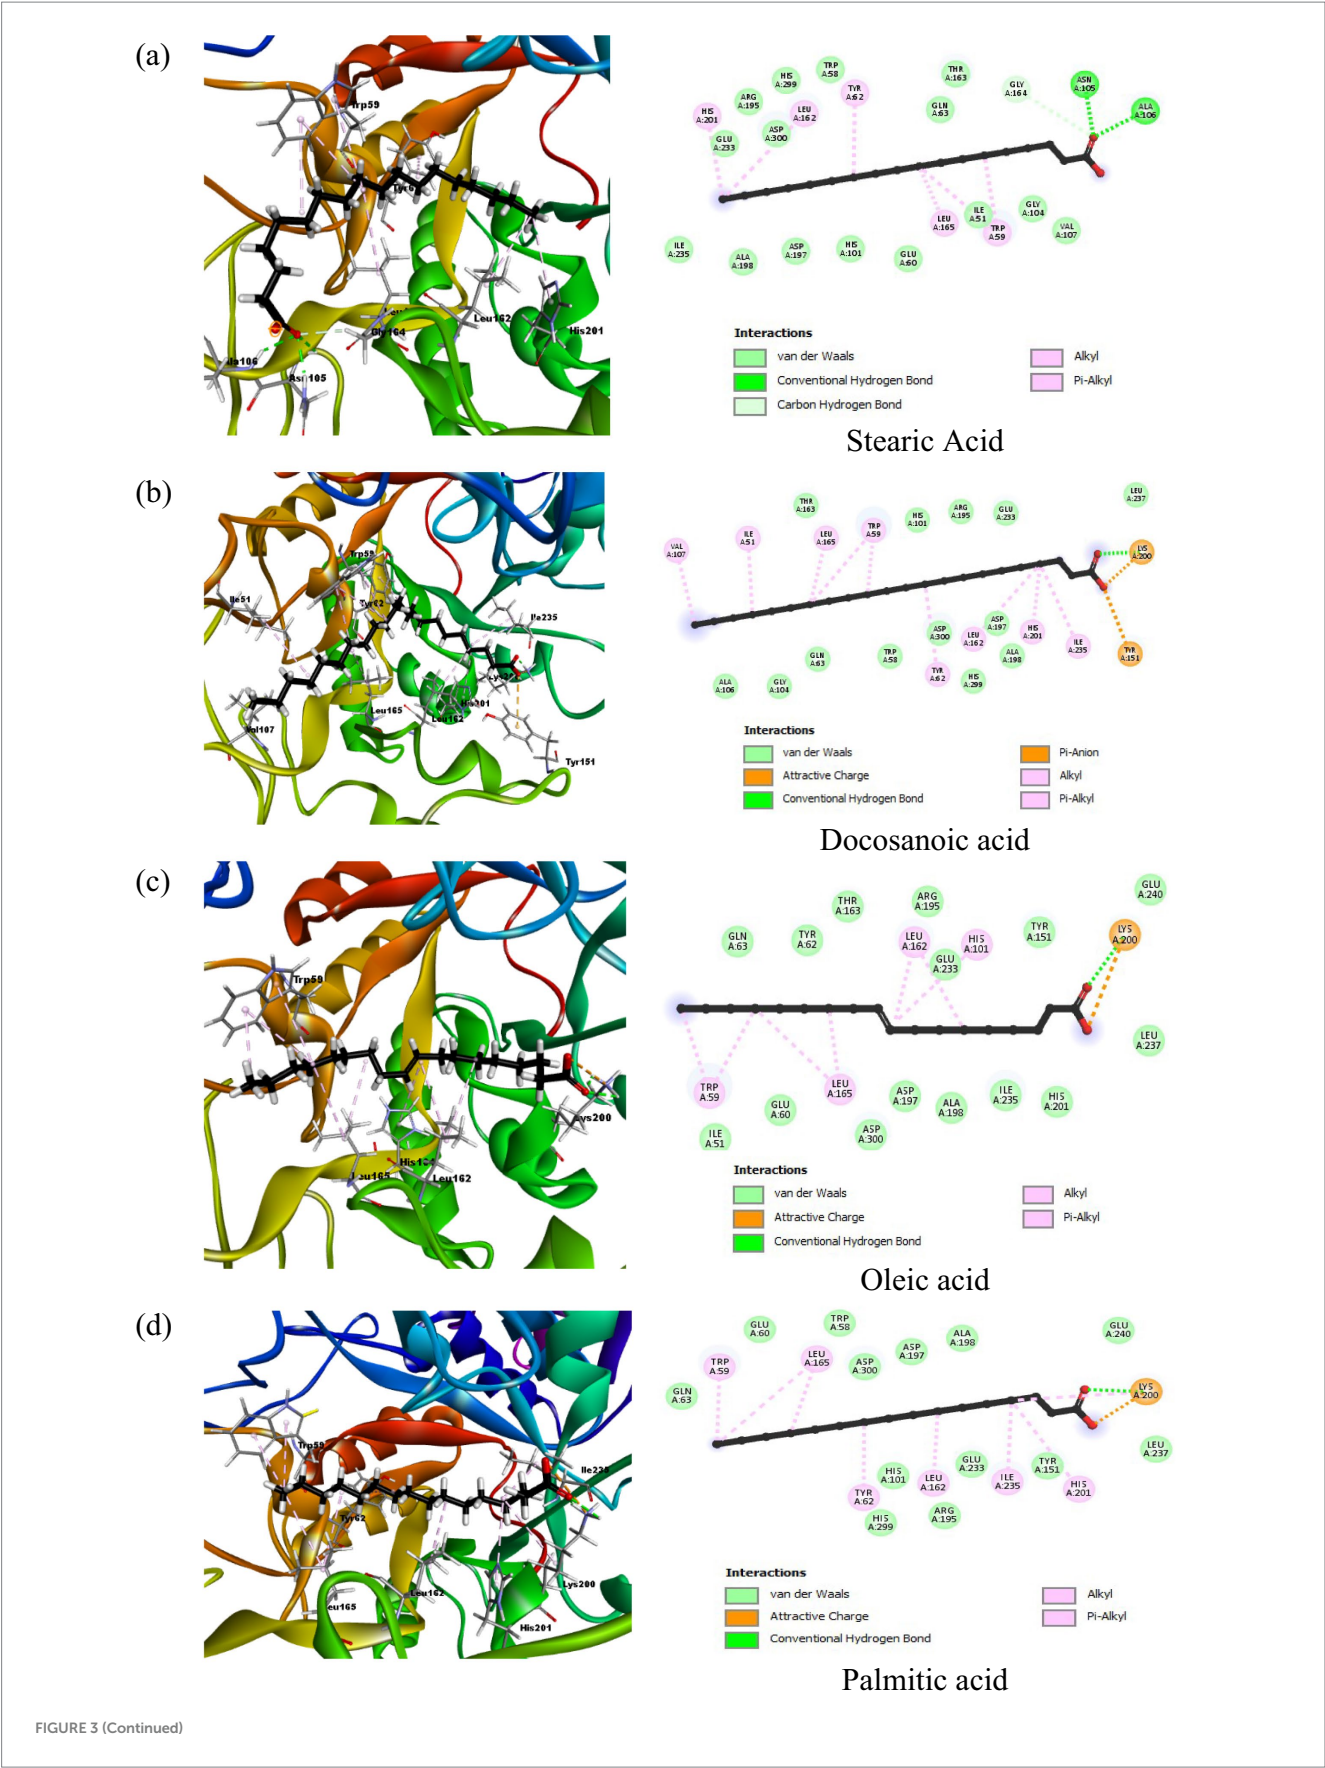 (a)
Trp59
Tyr6
Leu162
His201
Gly164
Asn105
HIS
A:201
ARG
A:195
HIS
A:299
TRP
A:58
LEU
A:162
TYR
A:62
GLU
A:233
ASP
A:300
THR
A:163
GLN
A:63
GLY
A:164
ASN
A:105
ALA
A:106
ILE
A:235
ALA
A:198
ASP
A:197
HIS
A:101
GLU
A:60
LEU
A:165
ILE
A:51
TRP
A:59
GLY
A:104
VAL
A:107
Interactions
van der Waals
Conventional Hydrogen Bond
Carbon Hydrogen Bond
Alkyl
Pi-Alkyl
Stearic Acid
(b)
Trp59
Ile51
Tyr62
Ile235
His201
Leu165
Leu162
Val107
Tyr151
VAL
A:107
ILE
A:51
THR
A:163
LEU
A:165
TRP
A:59
HIS
A:101
ARG
A:195
GLU
A:233
LEU
A:237
LYS
A:200
ALA
A:106
GLY
A:104
GLN
A:63
TRP
A:58
ASP
A:300
TYR
A:62
LEU
A:162
HIS
A:299
ASP
A:197
ALA
A:198
HIS
A:201
ILE
A:235
TYR
A:151
Interactions
van der Waals
Attractive Charge
Conventional Hydrogen Bond
Pi-Anion
Alkyl
Pi-Alkyl
Docosanoic acid
(c)
Trp59
Lys200
Leu165
Leu162
GLN
A:63
TYR
A:62
THR
A:163
ARG
A:195
LEU
A:162
GLU
A:233
HIS
A:101
TYR
A:151
LYS
A:200
GLU
A:240
LEU
A:237
TRP
A:59
ILE
A:51
GLU
A:60
LEU
A:165
ASP
A:300
ASP
A:197
ALA
A:198
ILE
A:235
HIS
A:201
Interactions
van der Waals
Attractive Charge
Conventional Hydrogen Bond
Alkyl
Pi-Alkyl
Oleic acid
(d)
Trp59
Ile235
Tyr62
Leu162
Lys200
eu165
His201
GLN
A:63
TRP
A:59
GLU
A:60
TRP
A:58
LEU
A:165
ASP
A:300
ASP
A:197
ALA
A:198
GLU
A:240
LYS
A:200
LEU
A:237
TYR
A:62
HIS
A:101
HIS
A:299
LEU
A:162
ARG
A:195
GLU
A:233
ILE
A:235
TYR
A:151
HIS
A:201
Interactions
van der Waals
Attractive Charge
Conventional Hydrogen Bond
Alkyl
Pi-Alkyl
Palmitic acid
FIGURE 3 (Continued)